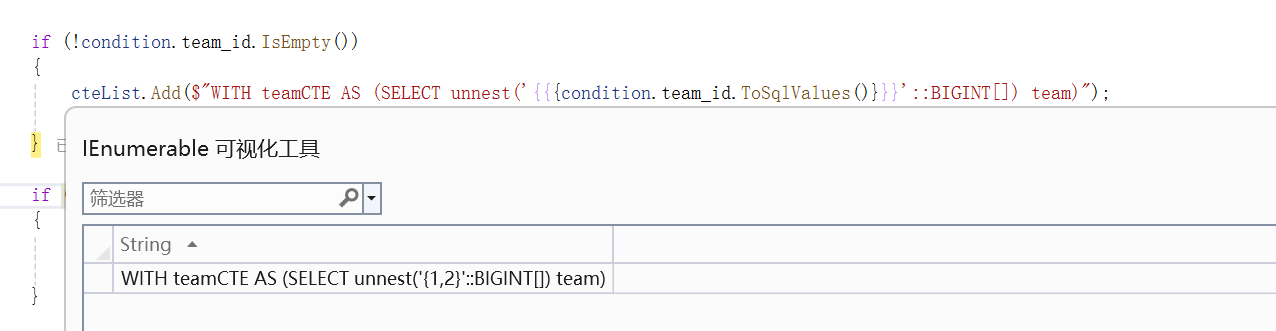 if (!condition.team_id.IsEmpty())
{
cteList.Add($"WITH teamCTE AS (SELECT unnest('{{{condition.team_id.ToSqlValues()}}}'::BIGINT[]) team)");
}
IEnumerable 可视化工具
if
筛选器
{
String
WITH teamCTE AS (SELECT unnest('{1,2}'::BIGINT[]) team)
}